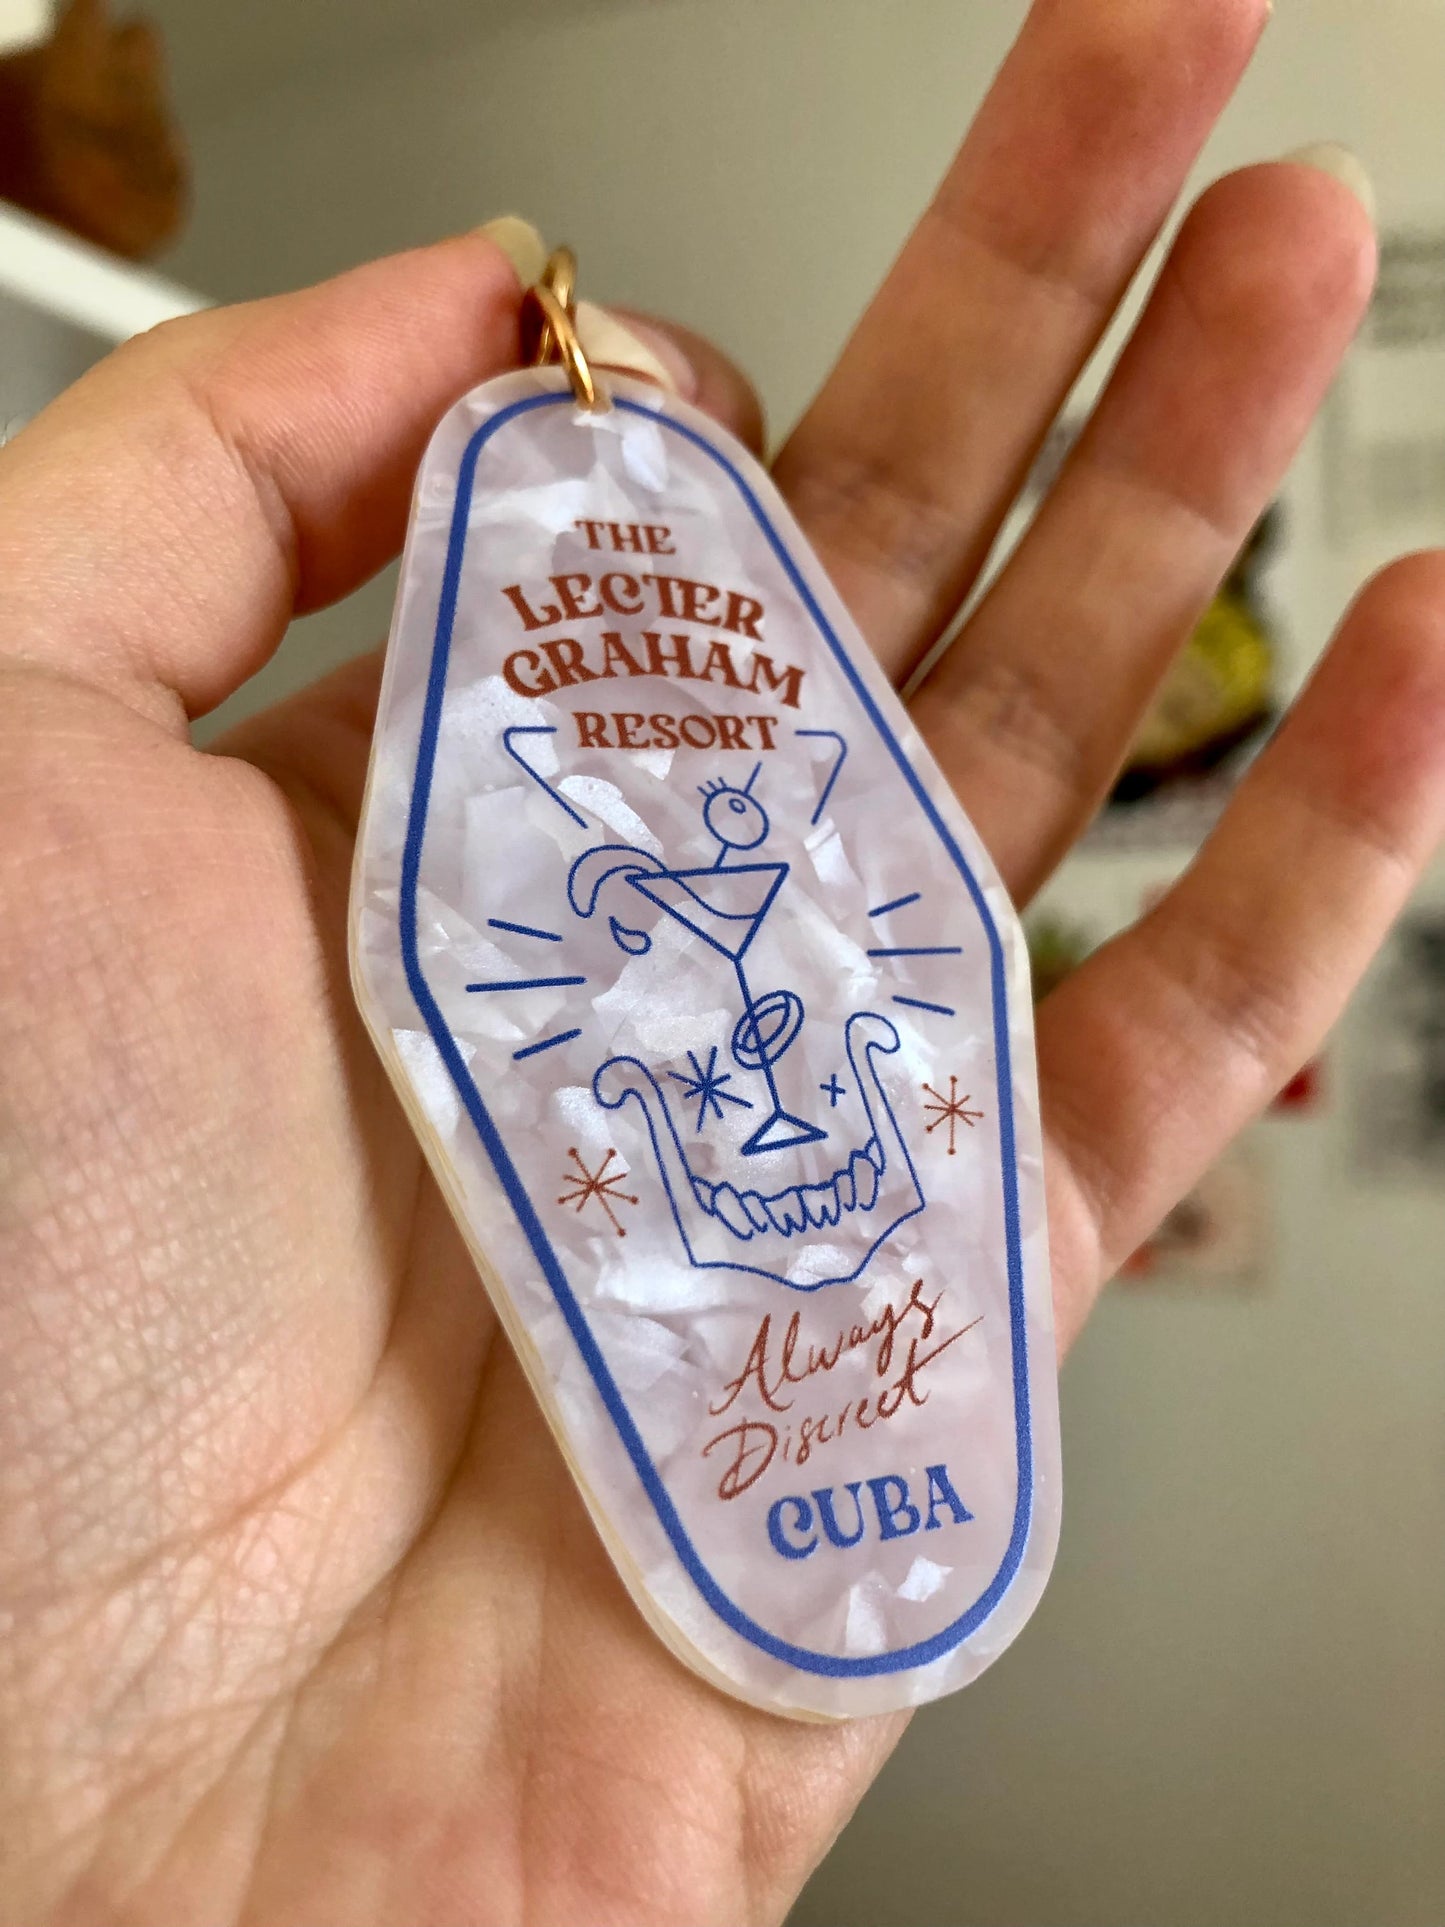 THE
LECTER
GRAHAM
RESORT
Always
Discreet
CUBA